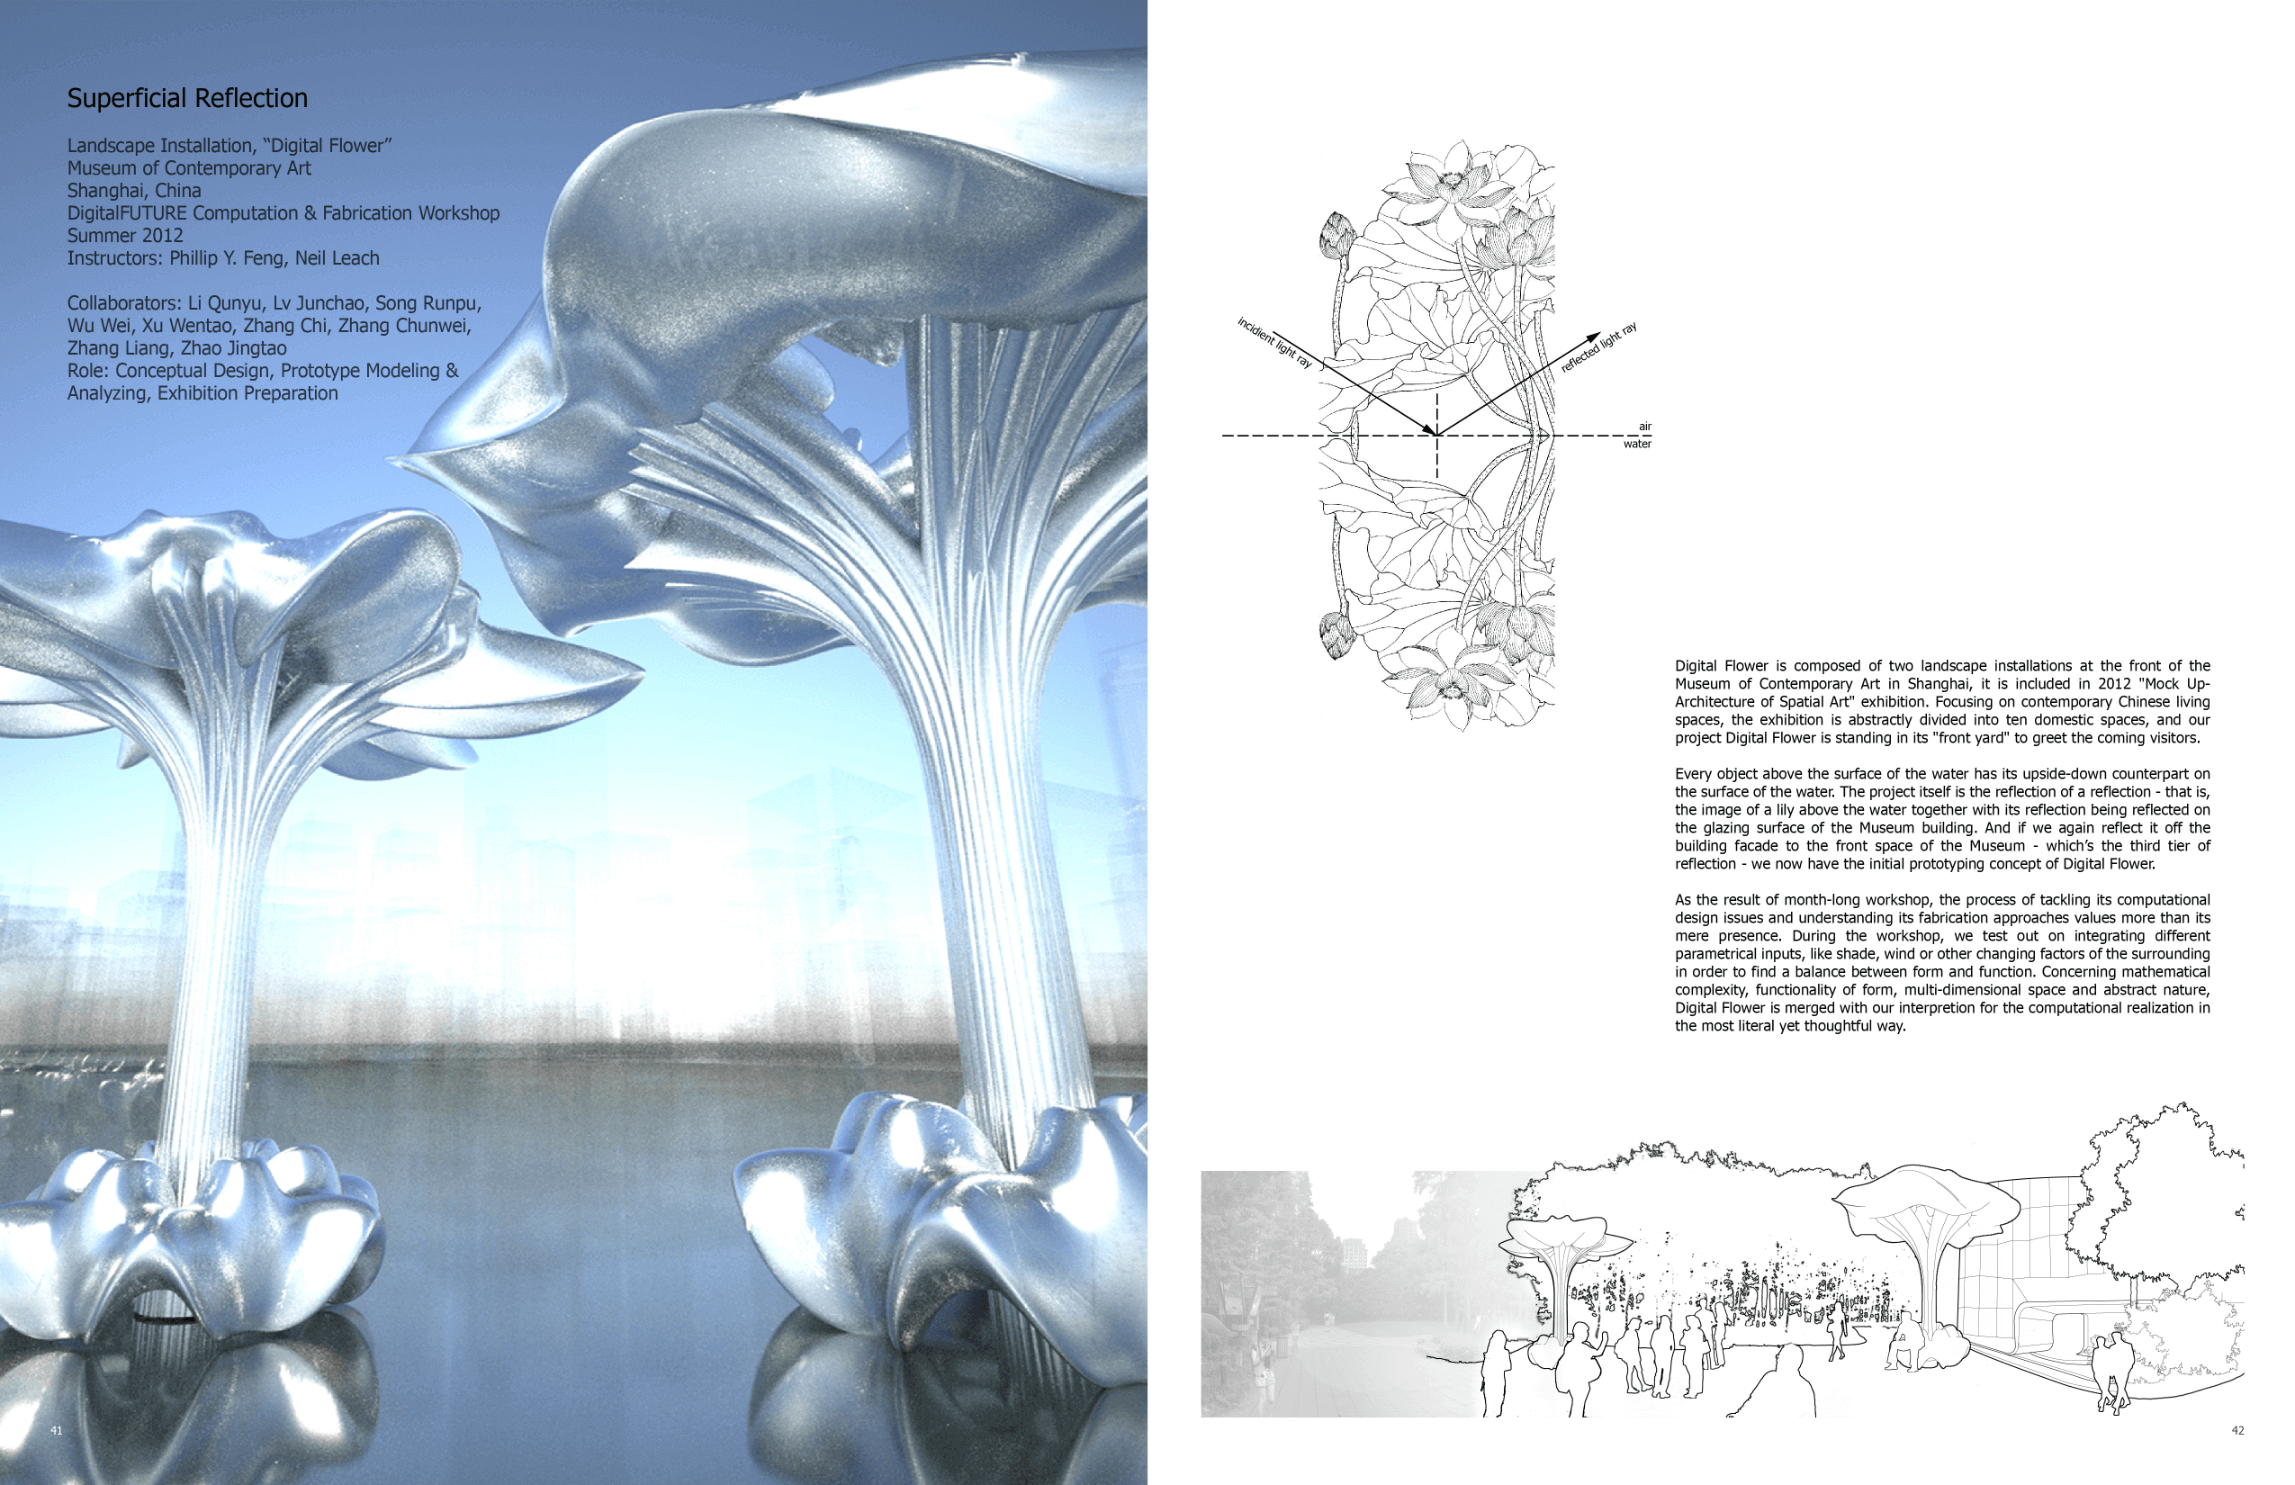 Superficial Reflection
Landscape Installation, “Digital Flower”
Museum of Contemporary Art
Shanghai, China
DigitalFUTURE Computation & Fabrication Workshop
Summer 2012
Instructors: Phillip Y. Feng, Neil Leach
Collaborators: Li Qunyu, Lv Junchao, Song Runpu,
Wu Wei, Xu Wentao, Zhang Chi, Zhang Chunwei,
Zhang Liang, Zhao Jingtao
Role: Conceptual Design, Prototype Modeling &
Analyzing, Exhibition Preparation
41
incidient light ray
reflected light ray
air
water
Digital Flower is composed of two landscape installations at the front of the
Museum of Contemporary Art in Shanghai, it is included in 2012 "Mock Up-
Architecture of Spatial Art" exhibition. Focusing on contemporary Chinese living
spaces, the exhibition is abstractly divided into ten domestic spaces, and our
project Digital Flower is standing in its "front yard" to greet the coming visitors.
Every object above the surface of the water has its upside-down counterpart on
the surface of the water. The project itself is the reflection of a reflection - that is,
the image of a lily above the water together with its reflection being reflected on
the glazing surface of the Museum building. And if we again reflect it off the
building facade to the front space of the Museum - which’s the third tier of
reflection - we now have the initial prototyping concept of Digital Flower.
As the result of month-long workshop, the process of tackling its computational
design issues and understanding its fabrication approaches values more than its
mere presence. During the workshop, we test out on integrating different
parametrical inputs, like shade, wind or other changing factors of the surrounding
in order to find a balance between form and function. Concerning mathematical
complexity, functionality of form, multi-dimensional space and abstract nature,
Digital Flower is merged with our interpretion for the computational realization in
the most literal yet thoughtful way.
42